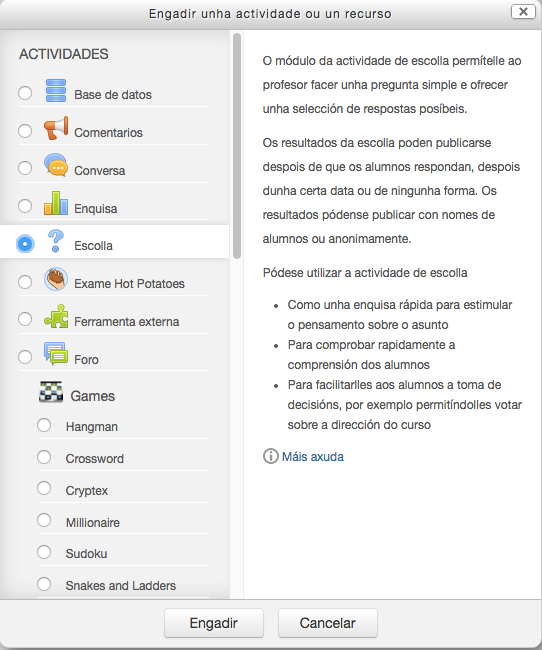 Engadir unha actividade ou un recurso
ACTIVIDADES
Base de datos
Comentarios
Conversa
Enquisa
Escolla
Exame Hot Potatoes
Ferramenta externa
Foro
Games
Hangman
Crossword
Cryptex
Millionaire
Sudoku
Snakes and Ladders
O módulo da actividade de escolla permítelle ao
profesor facer unha pregunta simple e ofrecer
unha selección de respostas posíbeis.
Os resultados da escolla poden publicarse
despois de que os alumnos respondan, despois
dunha certa data ou de ningunha forma. Os
resultados pódense publicar con nomes de
alumnos ou anonimamente.
Pódese utilizar a actividade de escolla
• Como unha enquisa rápida para estimular
o pensamento sobre o asunto
• Para comprobar rapidamente a
comprensión dos alumnos
• Para facilitarlles aos alumnos a toma de
decisións, por exemplo permitíndolles votar
sobre a dirección do curso
Máis axuda
Engadir
Cancelar